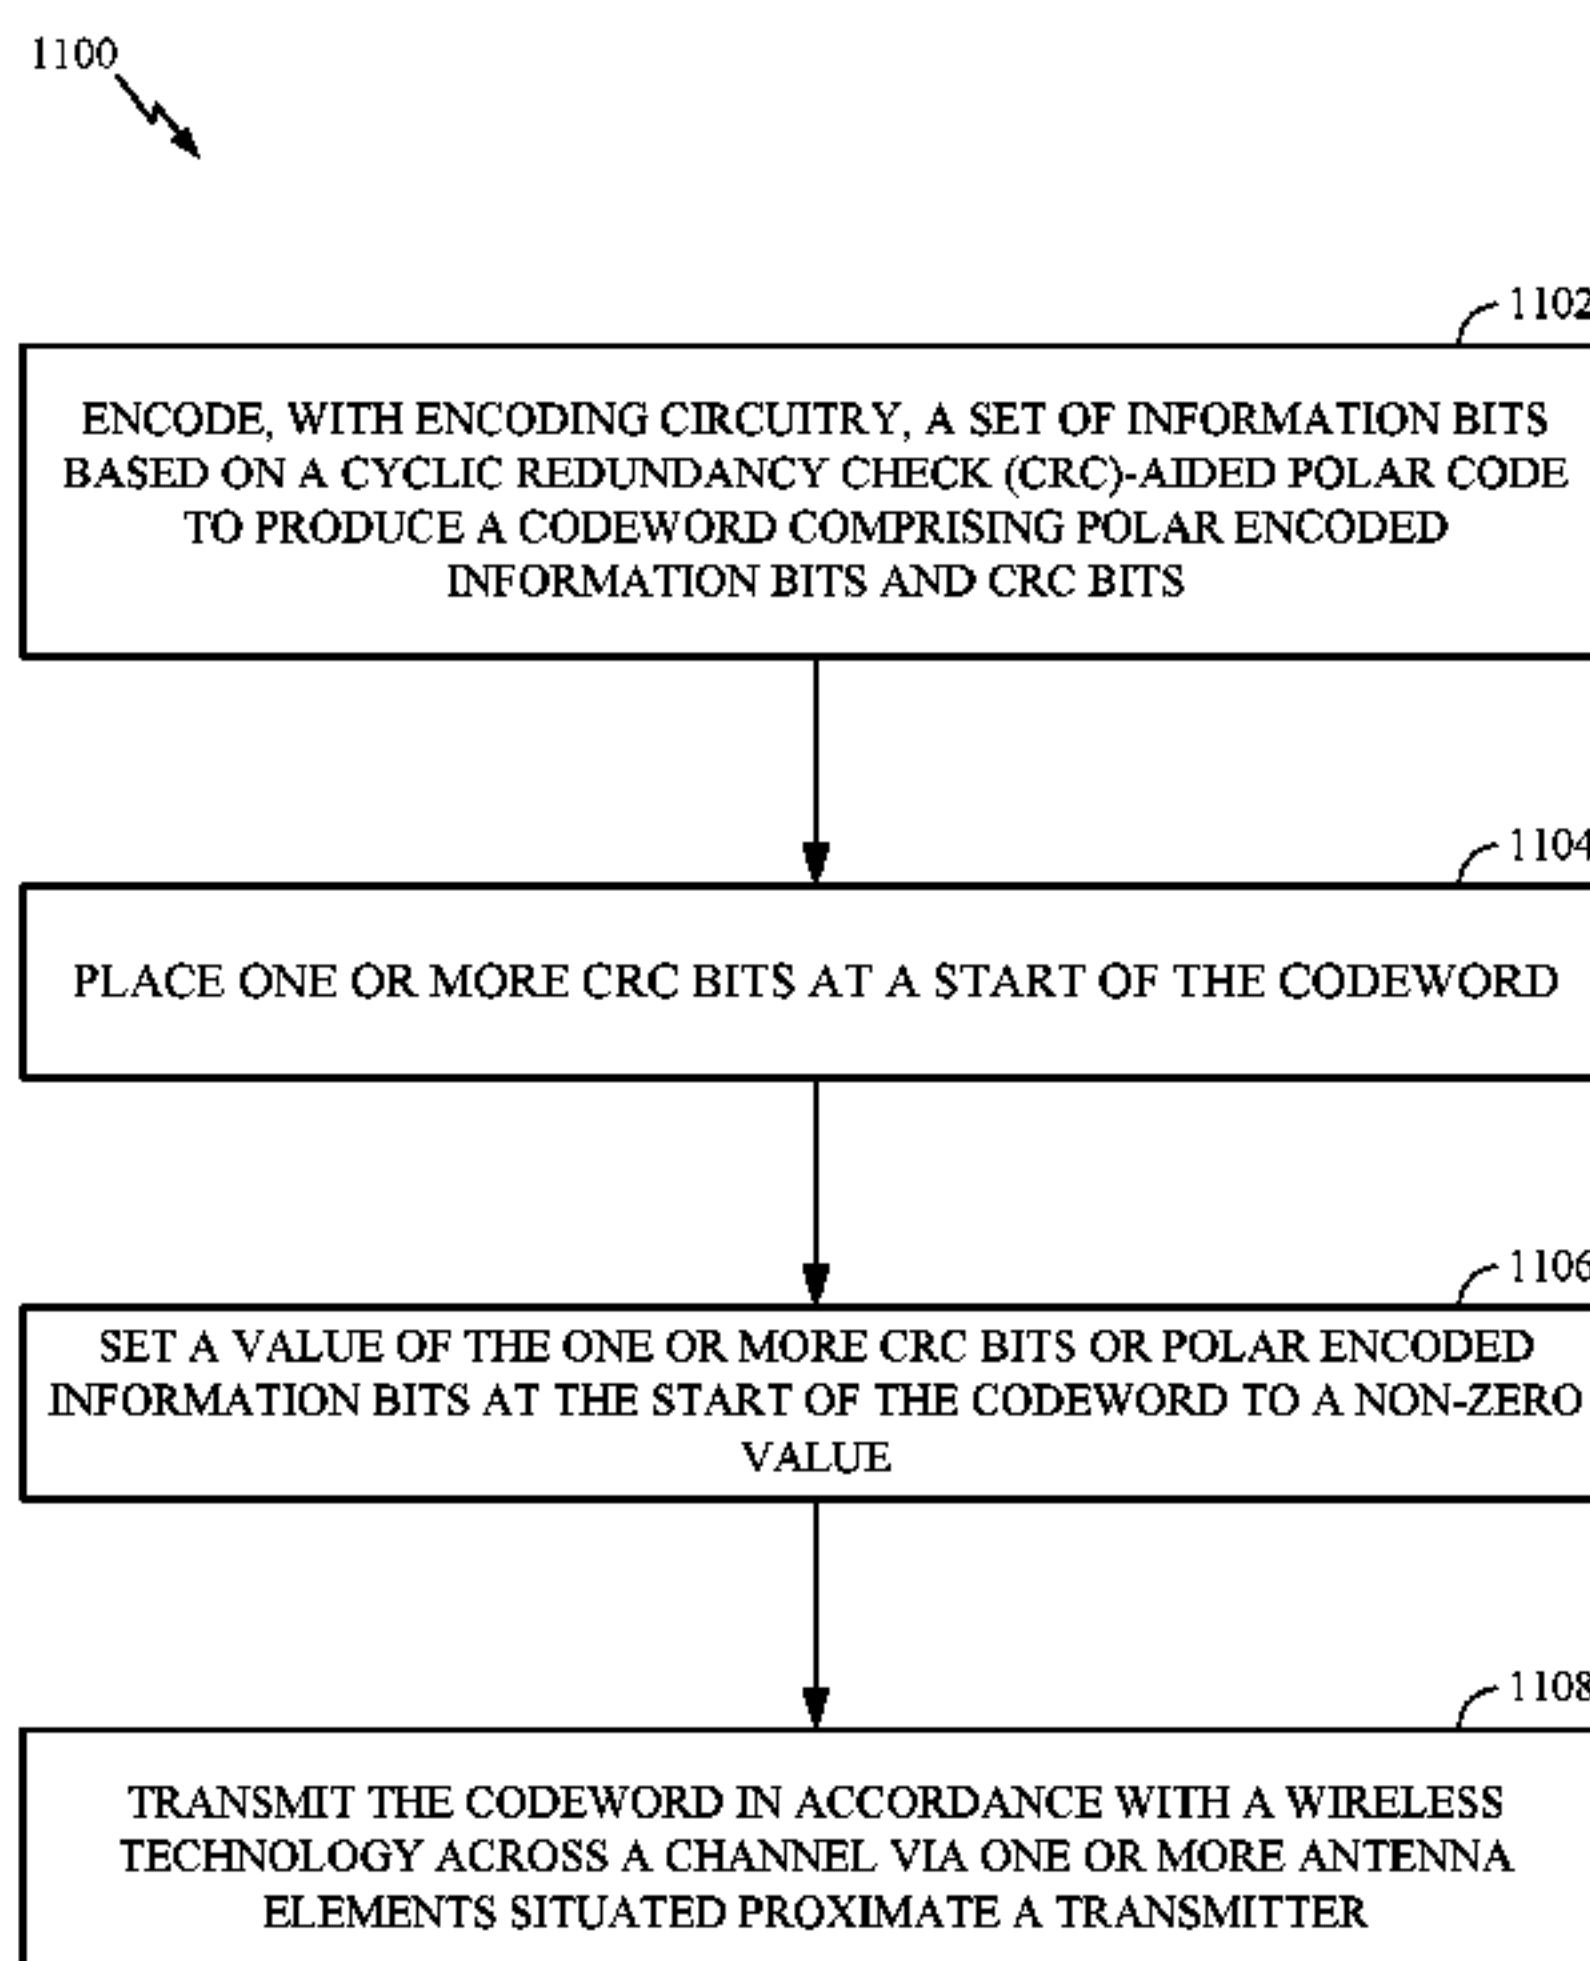 1100
1102
ENCODE, WITH ENCODING CIRCUITRY, A SET OF INFORMATION BITS
BASED ON A CYCLIC REDUNDANCY CHECK (CRC)-AIDED POLAR CODE
TO PRODUCE A CODEWORD COMPRISING POLAR ENCODED
INFORMATION BITS AND CRC BITS
1104
PLACE ONE OR MORE CRC BITS AT A START OF THE CODEWORD
1106
SET A VALUE OF THE ONE OR MORE CRC BITS OR POLAR ENCODED
INFORMATION BITS AT THE START OF THE CODEWORD TO A NON-ZERO
VALUE
1108
TRANSMIT THE CODEWORD IN ACCORDANCE WITH A WIRELESS
TECHNOLOGY ACROSS A CHANNEL VIA ONE OR MORE ANTENNA
ELEMENTS SITUATED PROXIMATE A TRANSMITTER